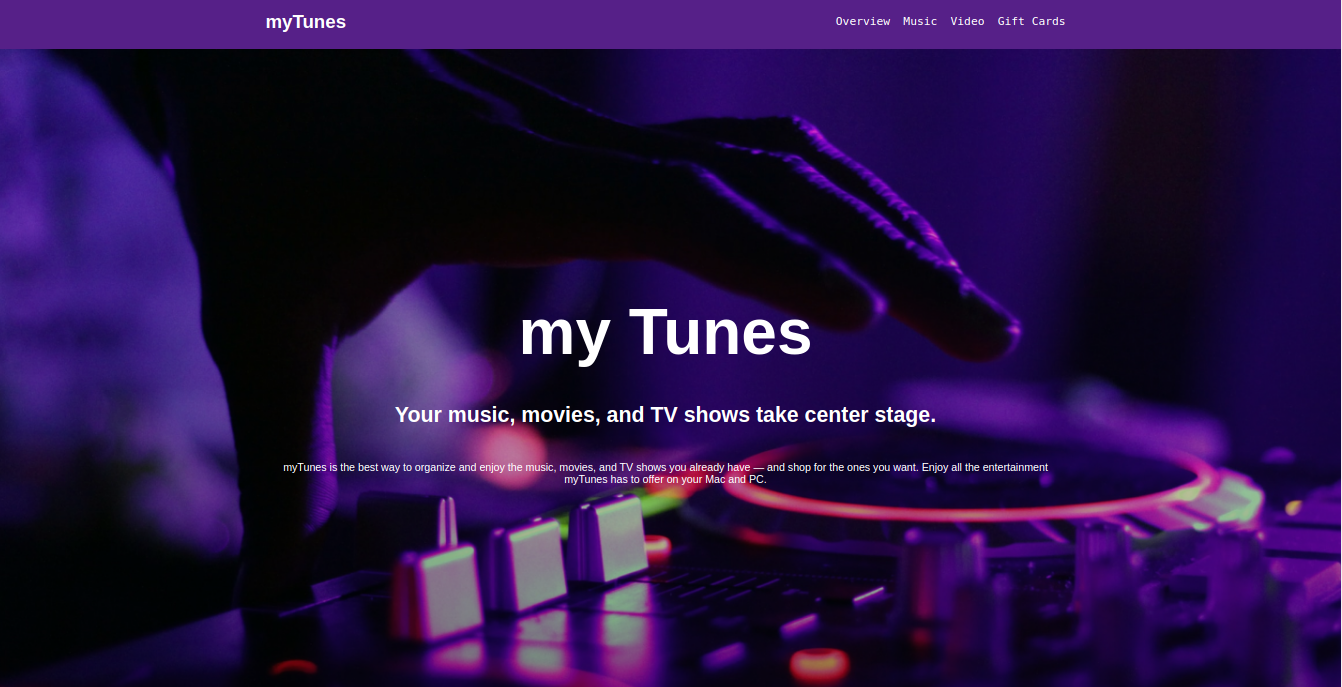 myTunes
Overview Music Video Gift Cards
my Tunes
Your music, movies, and TV shows take center stage.
myTunes is the best way to organize and enjoy the music, movies, and TV shows you already have — and shop for the ones you want. Enjoy all the entertainment
myTunes has to offer on your Mac and PC.